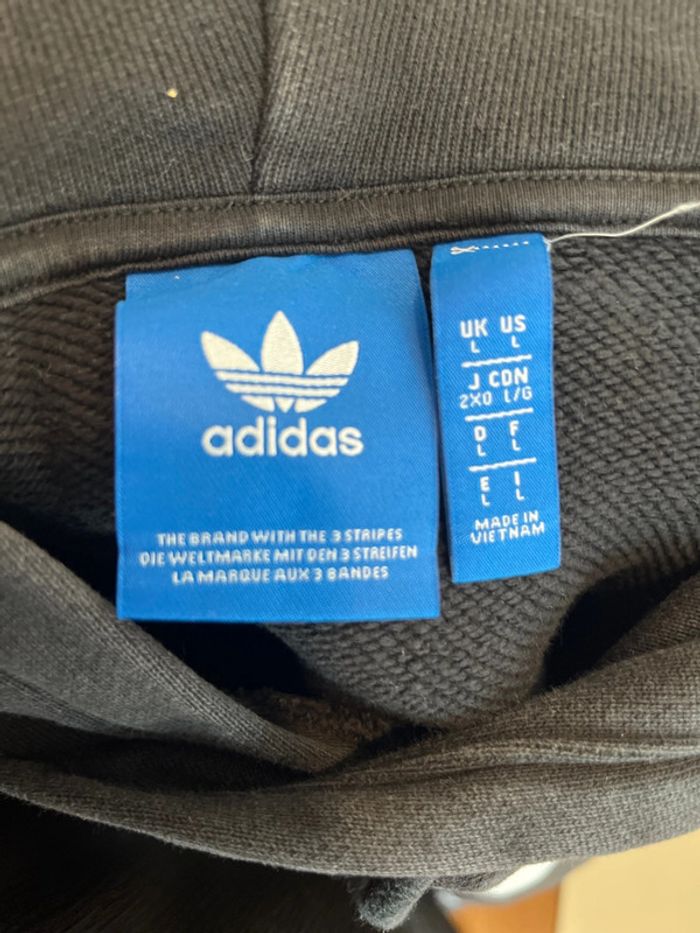 adidas
THE BRAND WITH THE 3 STRIPES
DIE WELTMARKE MIT DEN 3 STREIFEN
LA MARQUE AUX 3 BANDES
UK US
L L
J CDN
2XO L/G
D F
L L
E I
L L
MADE IN
VIETNAM